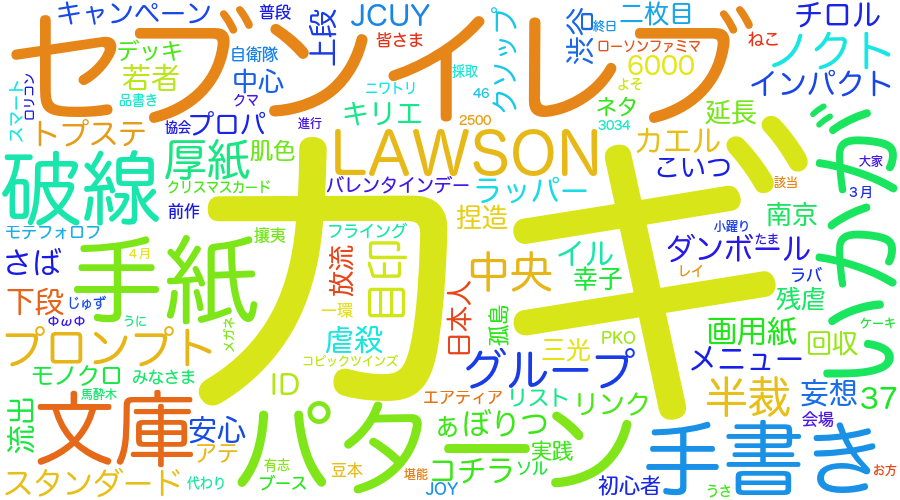 キャンペーン
普段
上段
JCUY
皆さま
クソップ
渋谷
終日
二枚目
ローソンファミマ
ねこ
チロル
セブンイレブ
デッキ
自衛隊
若者
中心
品書き
クマ
スマート
ロリコン
ニワトリ
採取
46
よそ
6000
ノクト
インパクト
トプステ
協会
プロパ
進行
キリエ
2500
ネタ
3034
延長
いかがが
破線
厚紙
肌色
LAWSON
カエル
こいつ
該当
大家
クリスマスカード
バレンタインデー
ラッパー
3月
カギ
前作
捏造
南京
モテフォロフ
攘夷
フライング
小躍り
さば
手紙
4月
放流
目印
中央
イル
ダンボール
たま
幸子
レイ
ラバ
下段
じゅず
ΦωΦ
うに
メガネ
一環
日本人
孤島
残虐
ケーキ
プロンプト
虐殺
コピックツインズ
グループ
三光
PKO
画用紙
回収
メニュー
モノクロ
みなさま
馬酔木
ID
エアティア
リスト
リンク
半裁
妄想
37
流出
文庫
安心
パターン
ぁぼりつ
会場
手書き
アテ
実践
スタンダード
代わり
有志
ブース
豆本
堪能
コチラ
ソル
JOY
初心者
うさ
お方